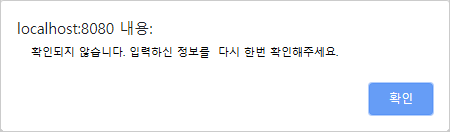 localhost:8080 내용:
확인되지 않습니다. 입력하신 정보를  다시 한번 확인해주세요.
확인